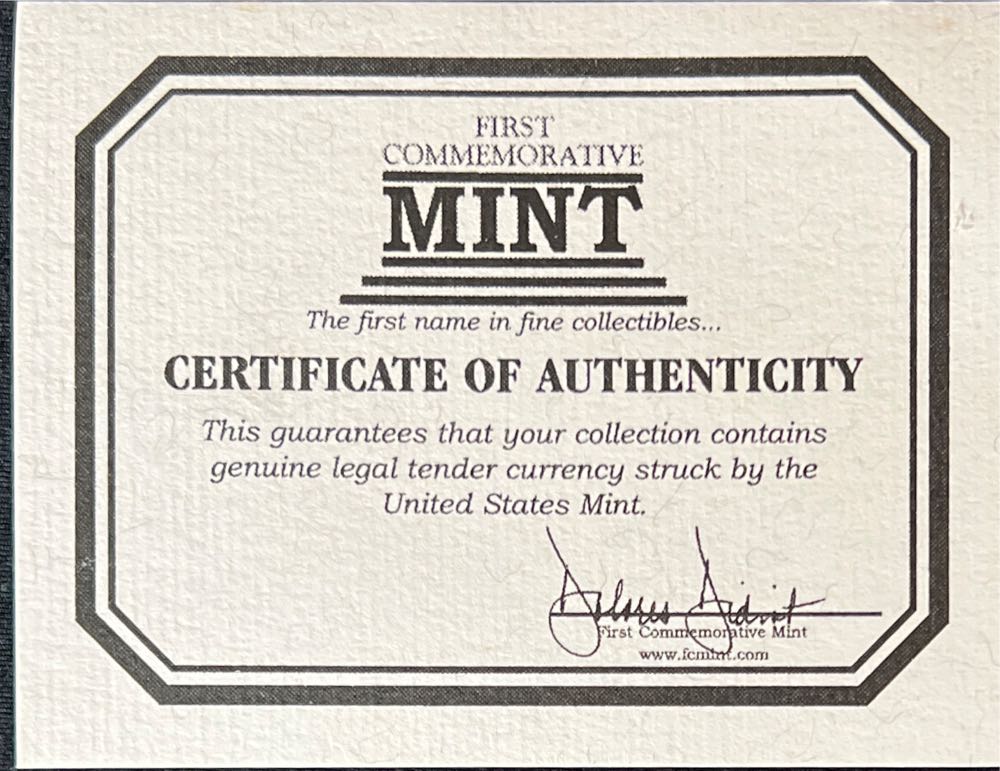 FIRST
COMMEMORATIVE
MINT
The first name in fine collectibles...
CERTIFICATE OF AUTHENTICITY
This guarantees that your collection contains
genuine legal tender currency struck by the
United States Mint.
First Commemorative Mint
www.fcmint.com